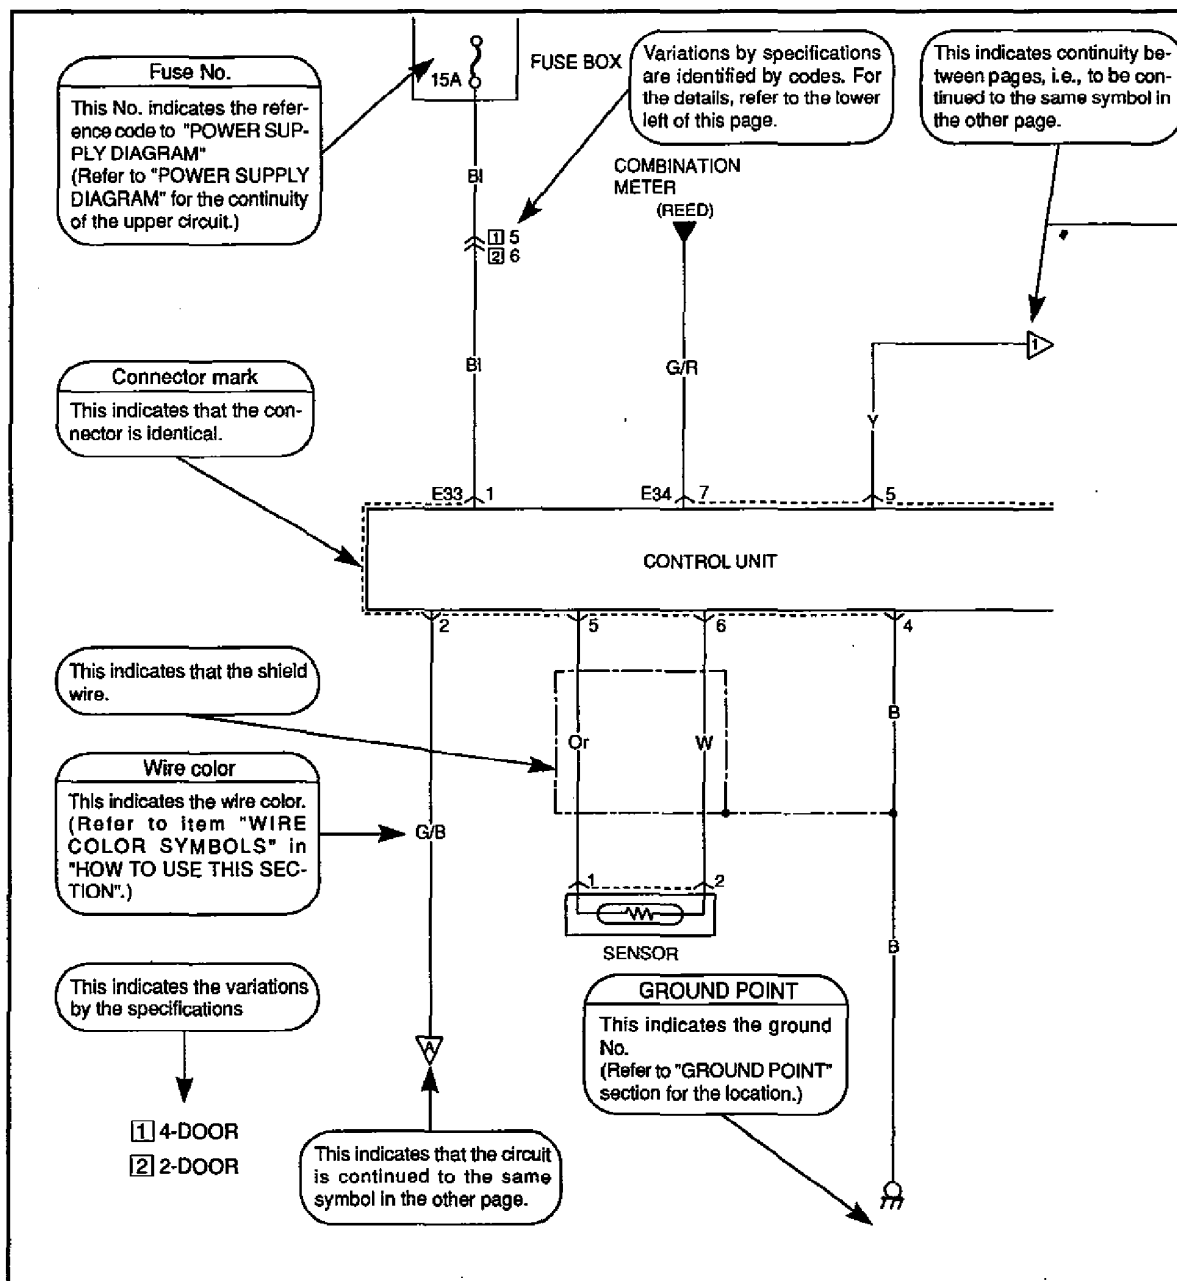 Fuse No.
This No. indicates the refer-
ence code to "POWER SUP-
PLY DIAGRAM"
(Refer to "POWER SUPPLY
DIAGRAM" for the continuity
of the upper circuit.)
15A
FUSE BOX
Variations by specifications
are identified by codes. For
the details, refer to the lower
left of this page.
This indicates continuity be-
tween pages, i.e., to be con-
tinued to the same symbol in
the other page.
Bl
1 5
2 6
COMBINATION
METER
(REED)
1
Bl
G/R
Y
Connector mark
This indicates that the con-
nector is identical.
E33 1
E34 7
5
CONTROL UNIT
2
5
6
4
This indicates that the shield
wire.
B
Or
W
Wire color
This indicates the wire color.
(Refer to item "WIRE
COLOR SYMBOLS" in
"HOW TO USE THIS SEC-
TION".)
G/B
1
2
SENSOR
B
This indicates the variations
by the specifications
GROUND POINT
This indicates the ground
No.
(Refer to "GROUND POINT"
section for the location.)
A
1 4-DOOR
2 2-DOOR
This indicates that the circuit
is continued to the same
symbol in the other page.